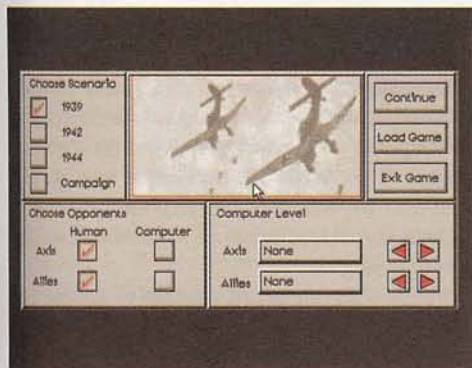 Choose Scenario
1939
1942
1944
Campaign
Continue
Load Game
Exit Game
Choose Opponents
Human Computer
Axis
Allies
Computer Level
Axis None
Allies None